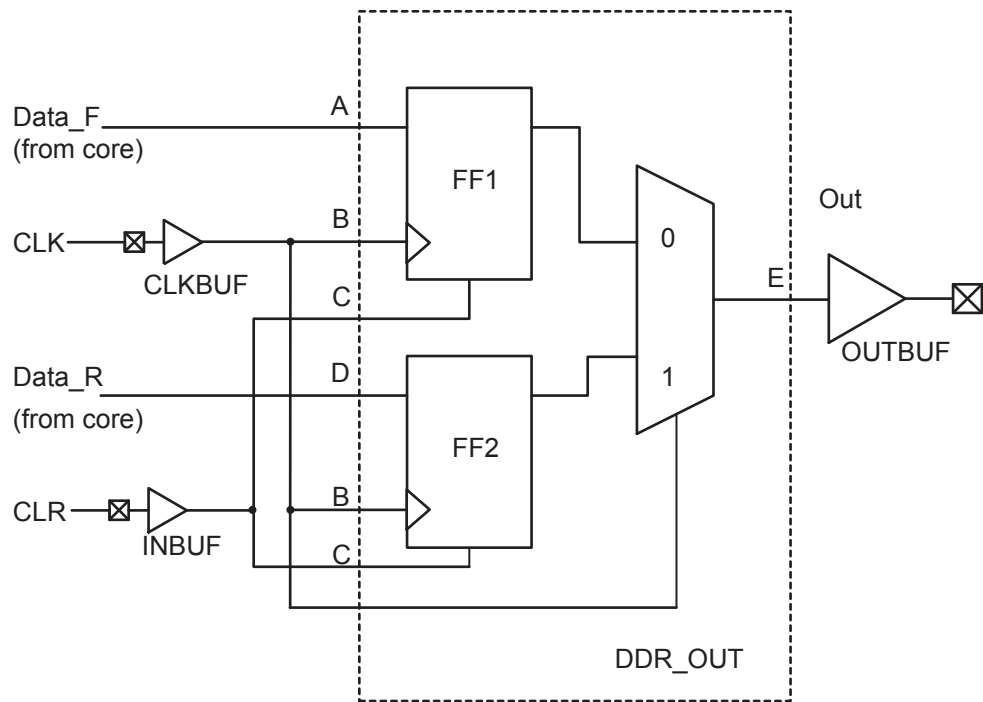 Data_F
(from core)
A
FF1
0
Out
CLK
CLKBUF
B
C
E
OUTBUF
Data_R
(from core)
D
FF2
1
CLR
INBUF
B
C
DDR_OUT